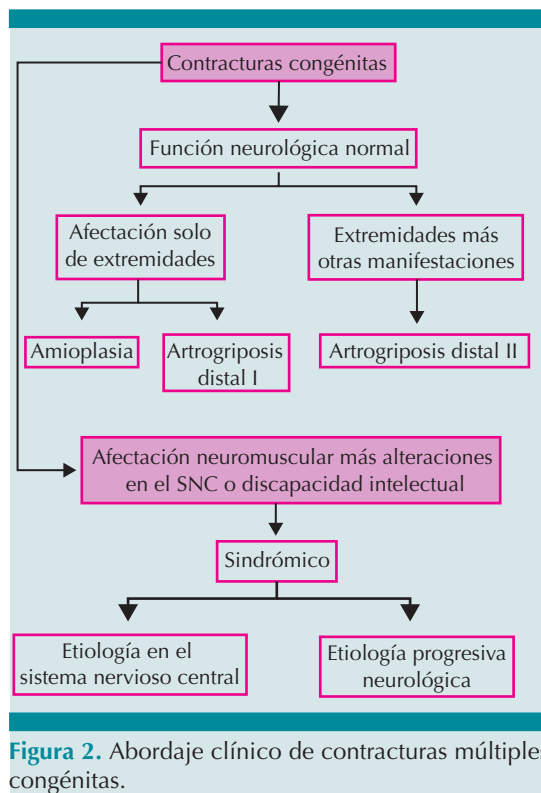 Contracturas congénitas
Función neurológica normal
Afectación solo
de extremidades
Extremidades más
otras manifestaciones
Amioplasia
Artrogriposis
distal I
Artrogriposis distal II
Afectación neuromuscular más alteraciones
en el SNC o discapacidad intelectual
Sindrómico
Etiología en el
sistema nervioso central
Etiología progresiva
neurológica
Figura 2. Abordaje clínico de contracturas múltiples
congénitas.